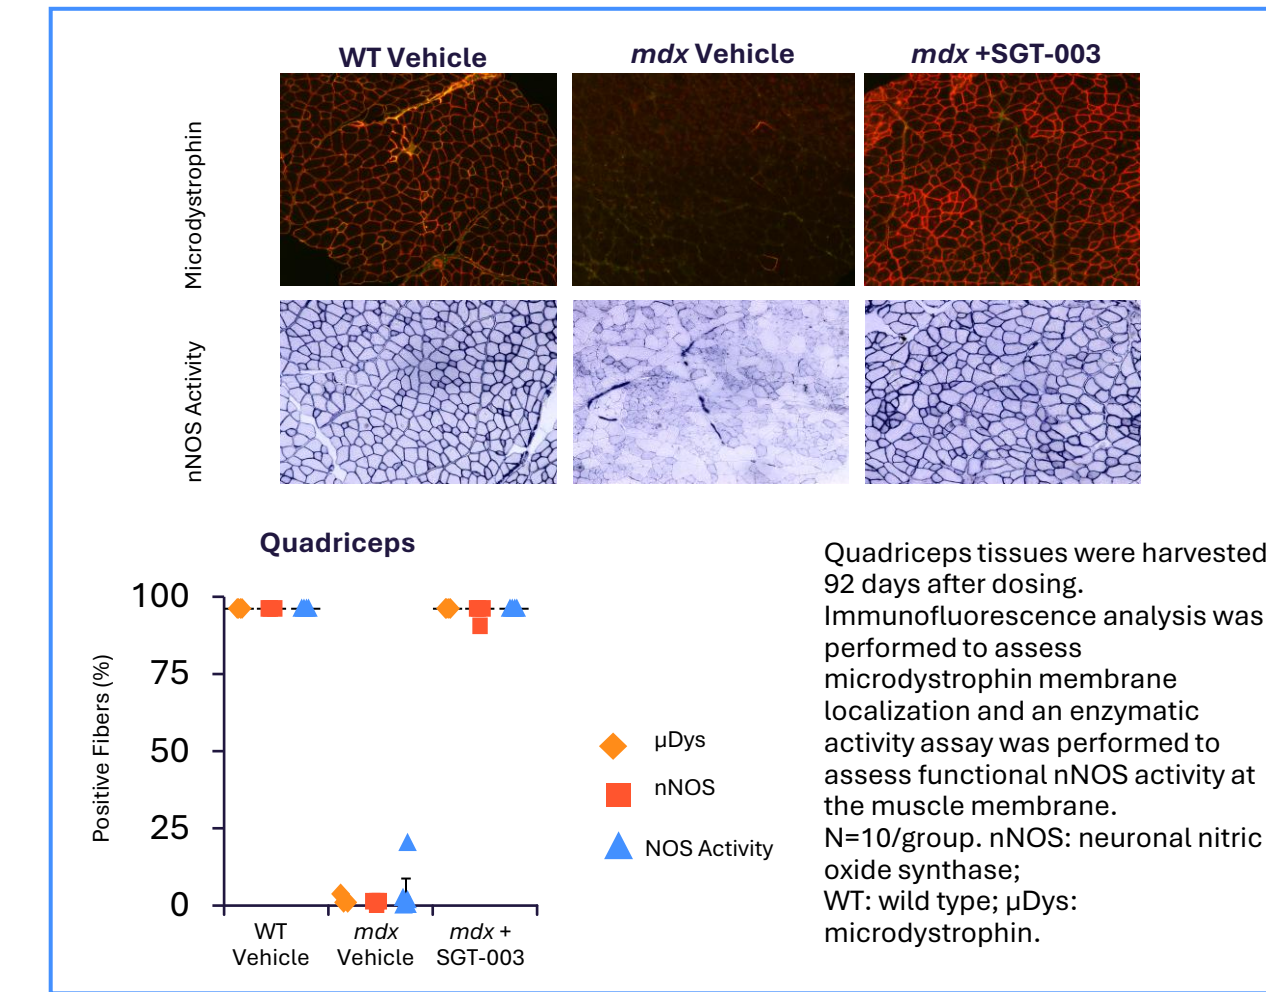 WT Vehicle
mdx Vehicle
mdx +SGT-003
Microdystrophin
nNOS Activity
Quadriceps
Positive Fibers (%)
100
75
50
25
0
WT
Vehicle
mdx
Vehicle
mdx +
SGT-003
µDys
nNOS
NOS Activity
Quadriceps tissues were harvested
92 days after dosing.
Immunofluorescence analysis was
performed to assess
microdystrophin membrane
localization and an enzymatic
activity assay was performed to
assess functional nNOS activity at
the muscle membrane.
N=10/group. nNOS: neuronal nitric
oxide synthase;
WT: wild type; µDys:
microdystrophin.